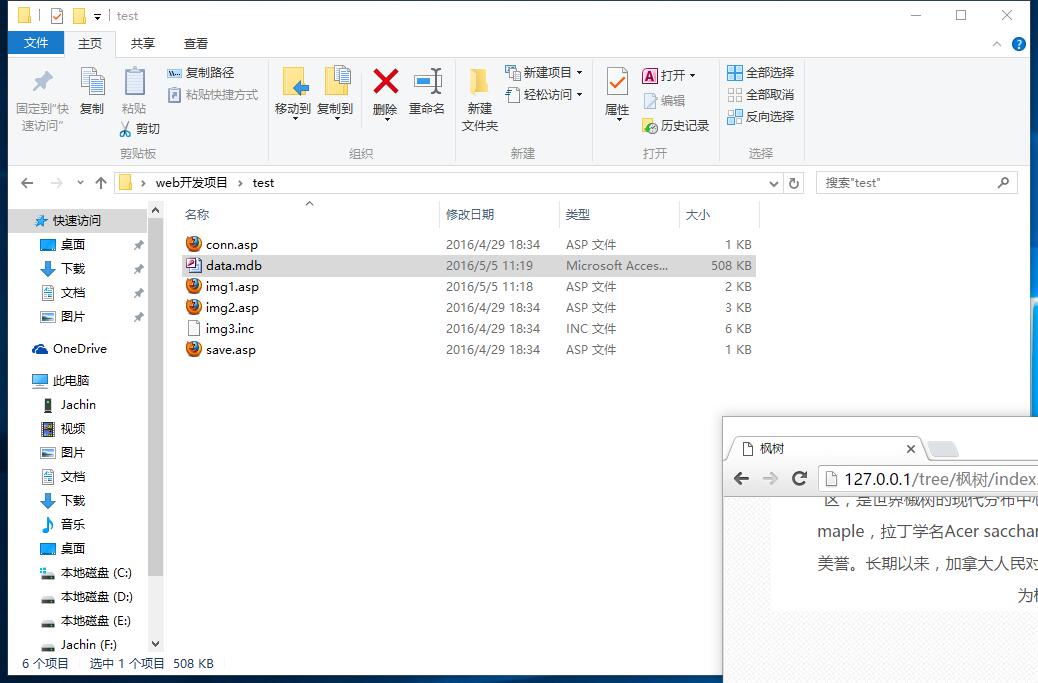 test
文件 主页 共享 查看
固定到"快速访问"
复制
粘贴
复制路径
粘贴快捷方式
剪切
剪贴板
移动到
复制到
删除
重命名
组织
新建文件夹
新建项目
轻松访问
新建
属性
打开
编辑
历史记录
打开
全部选择
全部取消
反向选择
选择
web开发项目 › test
搜索"test"
名称 修改日期 类型 大小
conn.asp 2016/4/29 18:34 ASP 文件 1 KB
data.mdb 2016/5/5 11:19 Microsoft Acces... 508 KB
img1.asp 2016/5/5 11:18 ASP 文件 2 KB
img2.asp 2016/4/29 18:34 ASP 文件 3 KB
img3.inc 2016/4/29 18:34 INC 文件 6 KB
save.asp 2016/4/29 18:34 ASP 文件 1 KB
快速访问
桌面
下载
文档
图片
OneDrive
此电脑
Jachin
视频
图片
文档
下载
音乐
桌面
本地磁盘 (C:)
本地磁盘 (D:)
本地磁盘 (E:)
Jachin (F:)
6 个项目 选中 1 个项目 508 KB
枫树
127.0.0.1/tree/枫树/index.
区，是世界槭树的现代分布中心
maple，拉丁学名Acer sacchar
美誉。长期以来，加拿大人民对
为